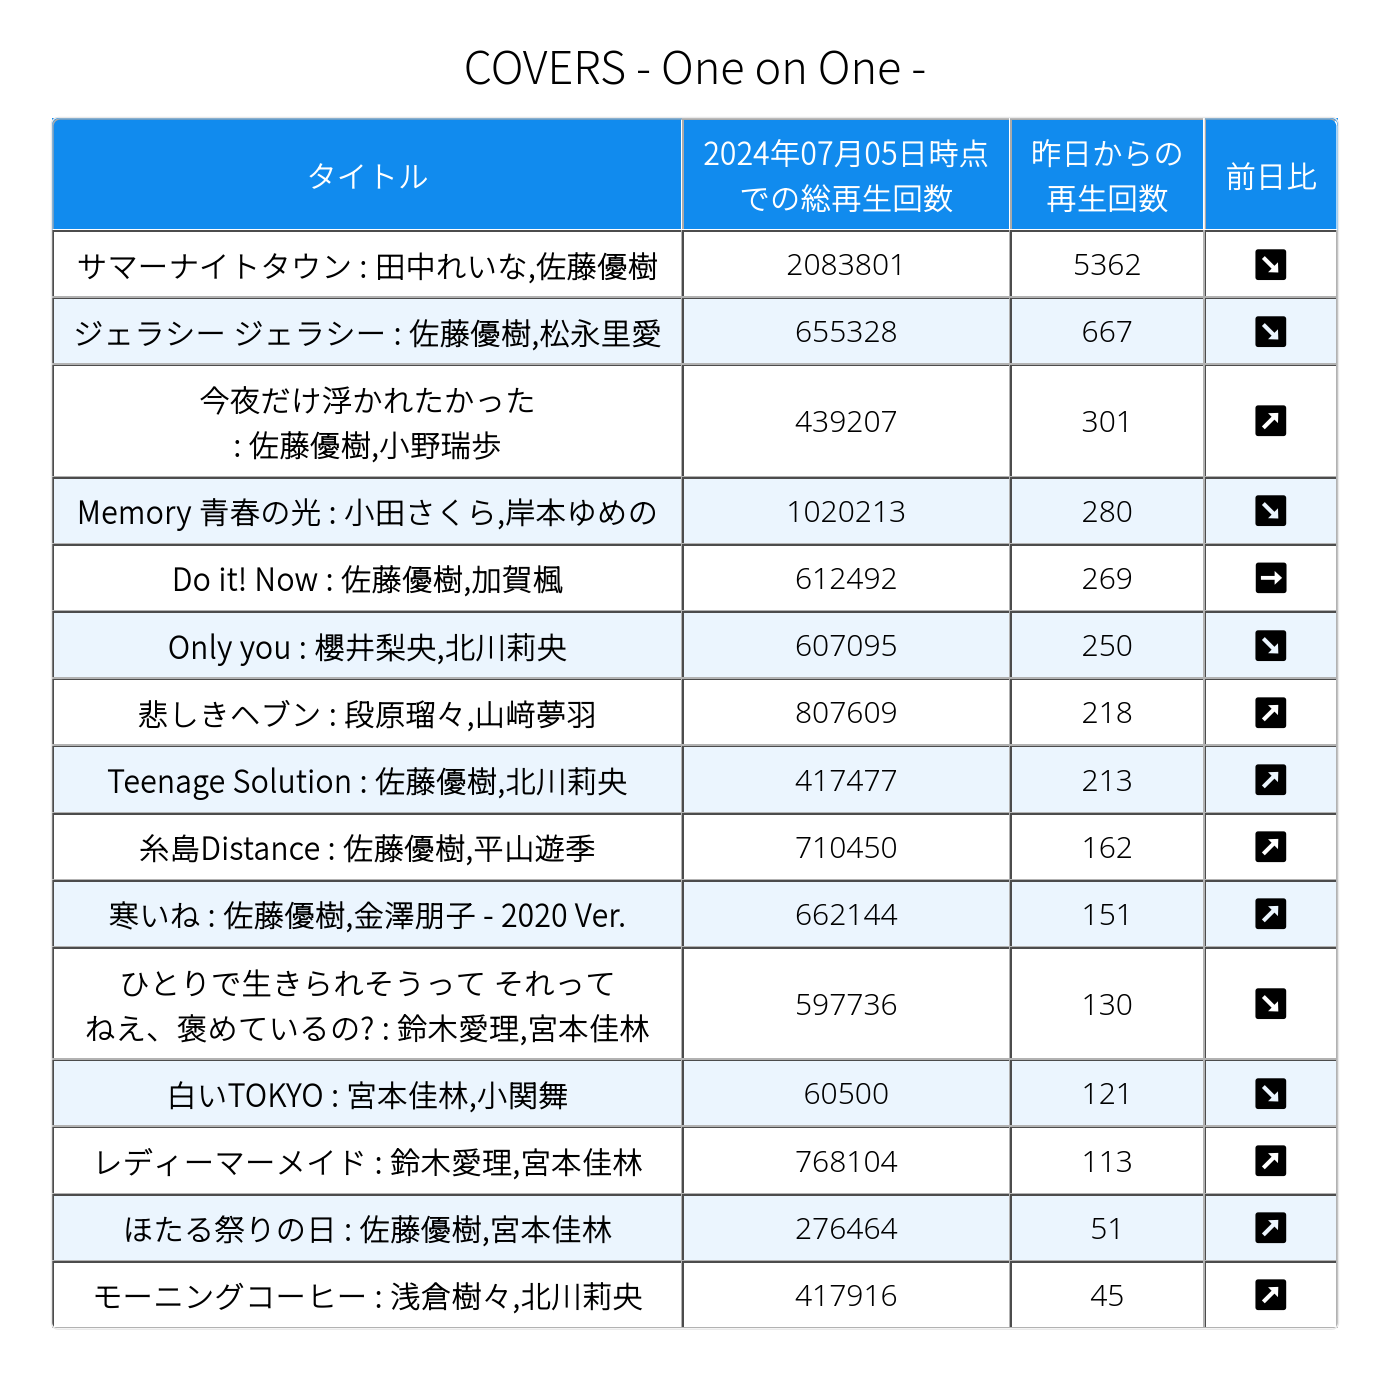 COVERS - One on One -
タイトル
2024年07月05日時点
での総再生回数
昨日からの
再生回数
前日比
サマーナイトタウン : 田中れいな,佐藤優樹
2083801
5362
ジェラシー ジェラシー : 佐藤優樹,松永里愛
655328
667
今夜だけ浮かれたかった
: 佐藤優樹,小野瑞歩
439207
301
Memory 青春の光 : 小田さくら,岸本ゆめの
1020213
280
Do it! Now : 佐藤優樹,加賀楓
612492
269
Only you : 櫻井梨央,北川莉央
607095
250
悲しきヘブン : 段原瑠々,山﨑夢羽
807609
218
Teenage Solution : 佐藤優樹,北川莉央
417477
213
糸島Distance : 佐藤優樹,平山遊季
710450
162
寒いね : 佐藤優樹,金澤朋子 - 2020 Ver.
662144
151
ひとりで生きられそうって それって
ねえ、褒めているの? : 鈴木愛理,宮本佳林
597736
130
白いTOKYO : 宮本佳林,小関舞
60500
121
レディーマーメイド : 鈴木愛理,宮本佳林
768104
113
ほたる祭りの日 : 佐藤優樹,宮本佳林
276464
51
モーニングコーヒー : 浅倉樹々,北川莉央
417916
45